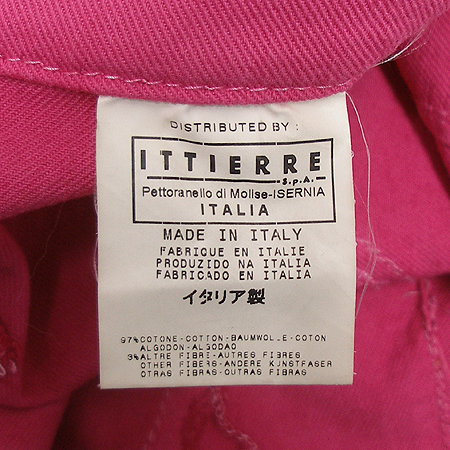 DISTRIBUTED BY :
ITTIERRE
S.p.A.
Pettoranello di Molise-ISERNIA
ITALIA
MADE IN ITALY
FABRIQUE EN ITALIE
PRODUZIDO NA ITALIA
FABRICADO EN ITALIA
イタリア製
97%COTONE-COTTON-BAUMWOLLE-COTON
ALGODON-ALGODAO
3%ALTRE FIBRE-AUTRES FIBRES
OTHER FIBERS-ANDERE KUNSTFASER
OTRAS FIBRAS-OUTRAS FIBRAS